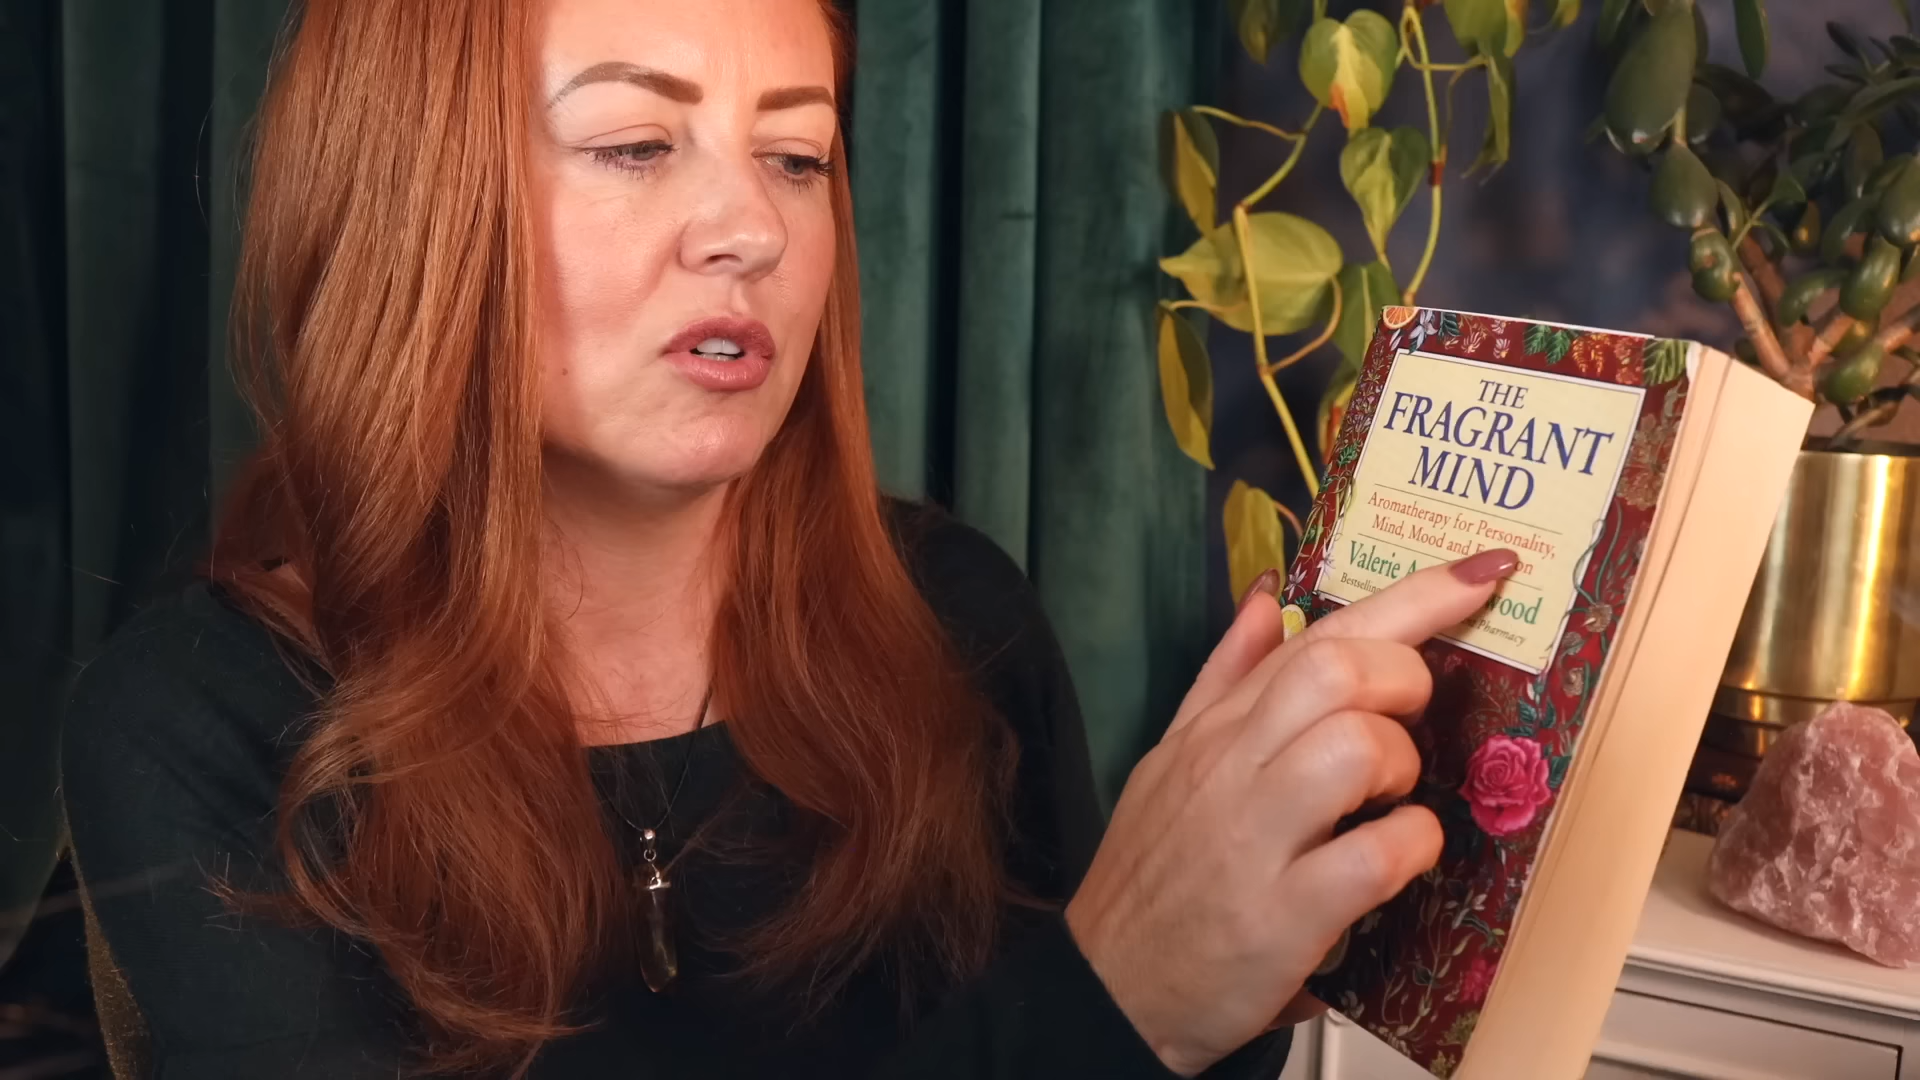 THE
FRAGRANT
MIND
Aromatherapy for Personality,
Mind, Mood and
Valerie
Pharmacy